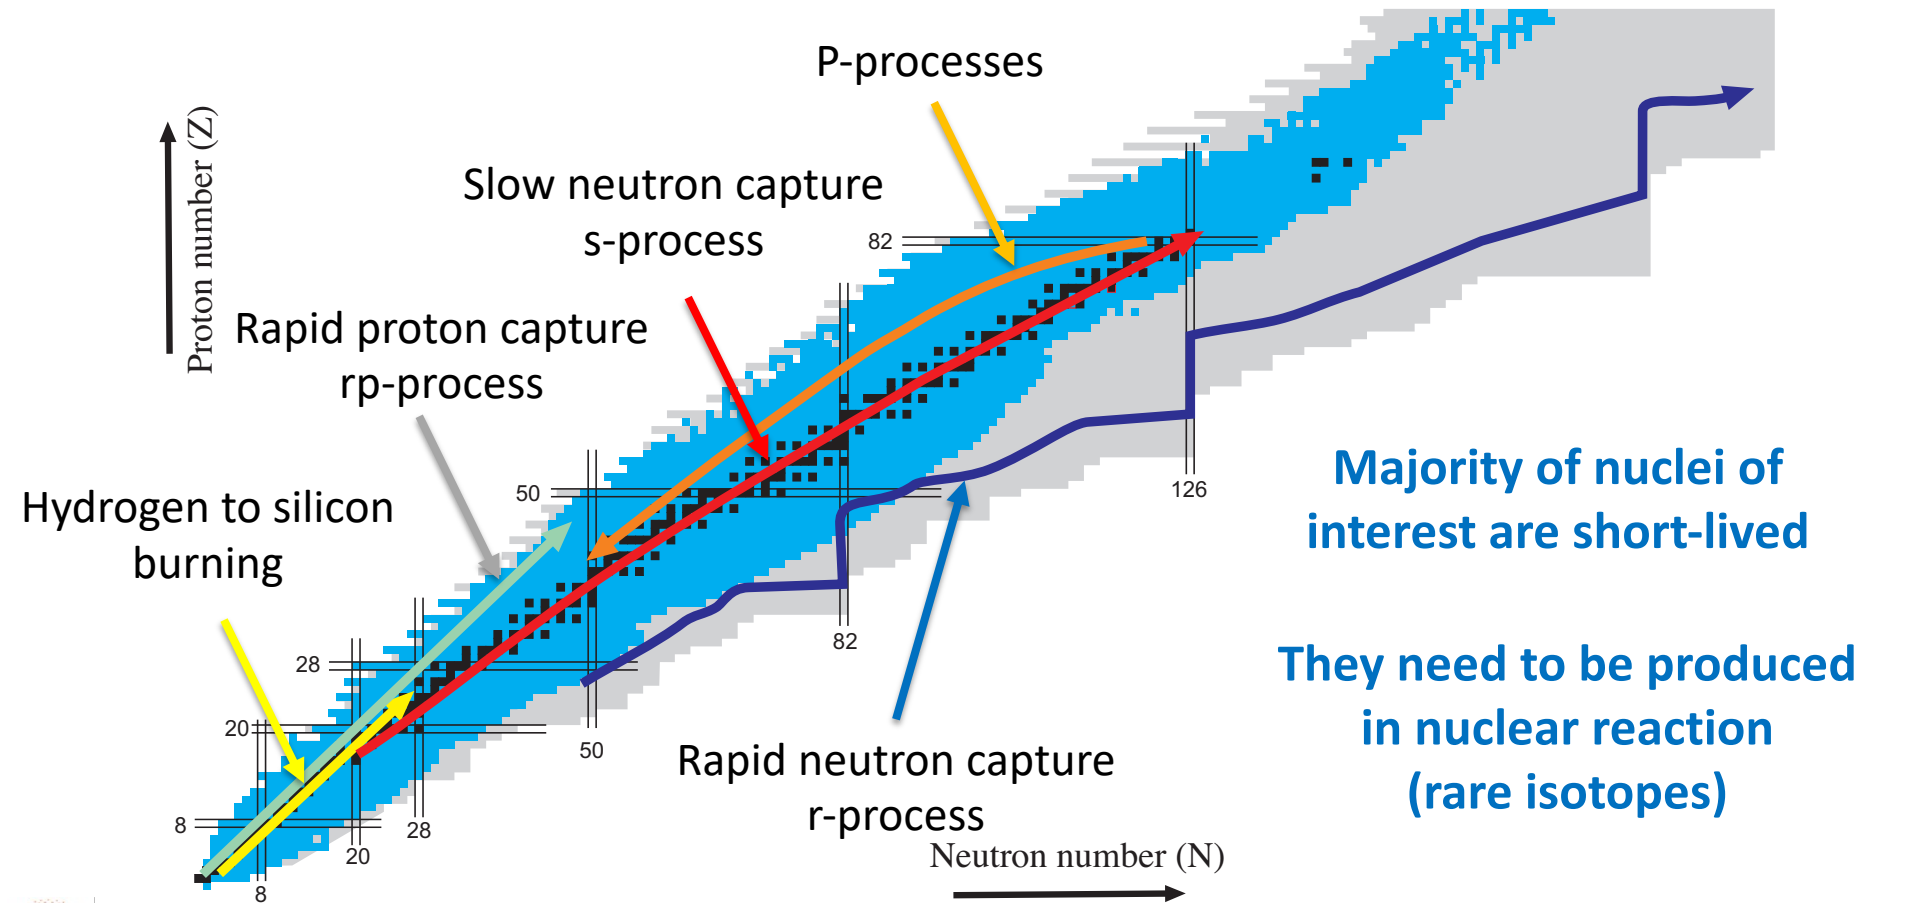 P-processes
Slow neutron capture
s-process
Rapid proton capture
rp-process
Hydrogen to silicon
burning
Proton number (Z)
82
50
28
20
8
8
20
28
50
82
126
Rapid neutron capture
r-process
Neutron number (N)
Majority of nuclei of
interest are short-lived
They need to be produced
in nuclear reaction
(rare isotopes)